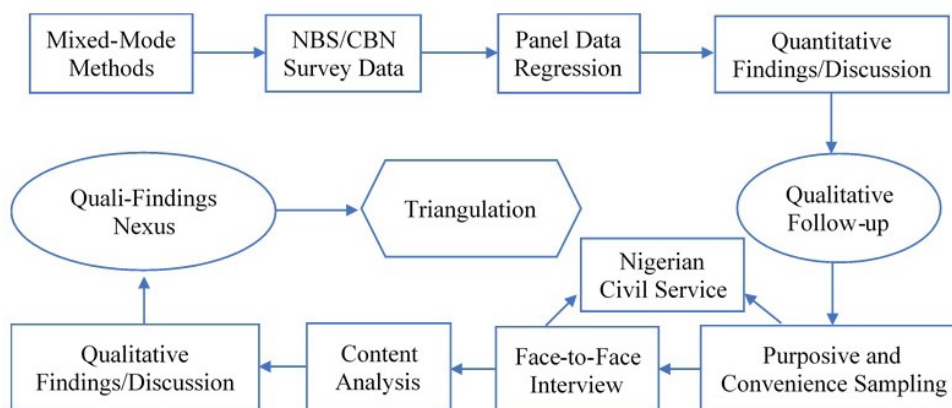 Mixed-Mode
Methods
NBS/CBN
Survey Data
Panel Data
Regression
Quantitative
Findings/Discussion
Quali-Findings
Nexus
Triangulation
Qualitative
Follow-up
Nigerian
Civil Service
Qualitative
Findings/Discussion
Content
Analysis
Face-to-Face
Interview
Purposive and
Convenience Sampling